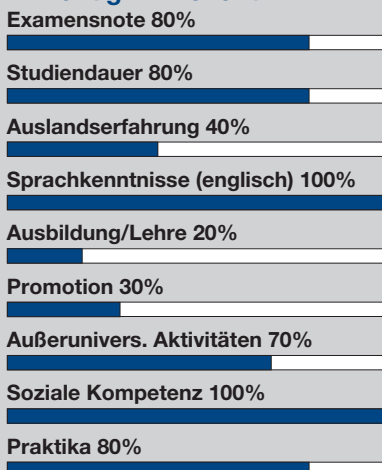 Examensnote 80%
Studiendauer 80%
Auslandserfahrung 40%
Sprachkenntnisse (englisch) 100%
Ausbildung/Lehre 20%
Promotion 30%
Außerunivers. Aktivitäten 70%
Soziale Kompetenz 100%
Praktika 80%